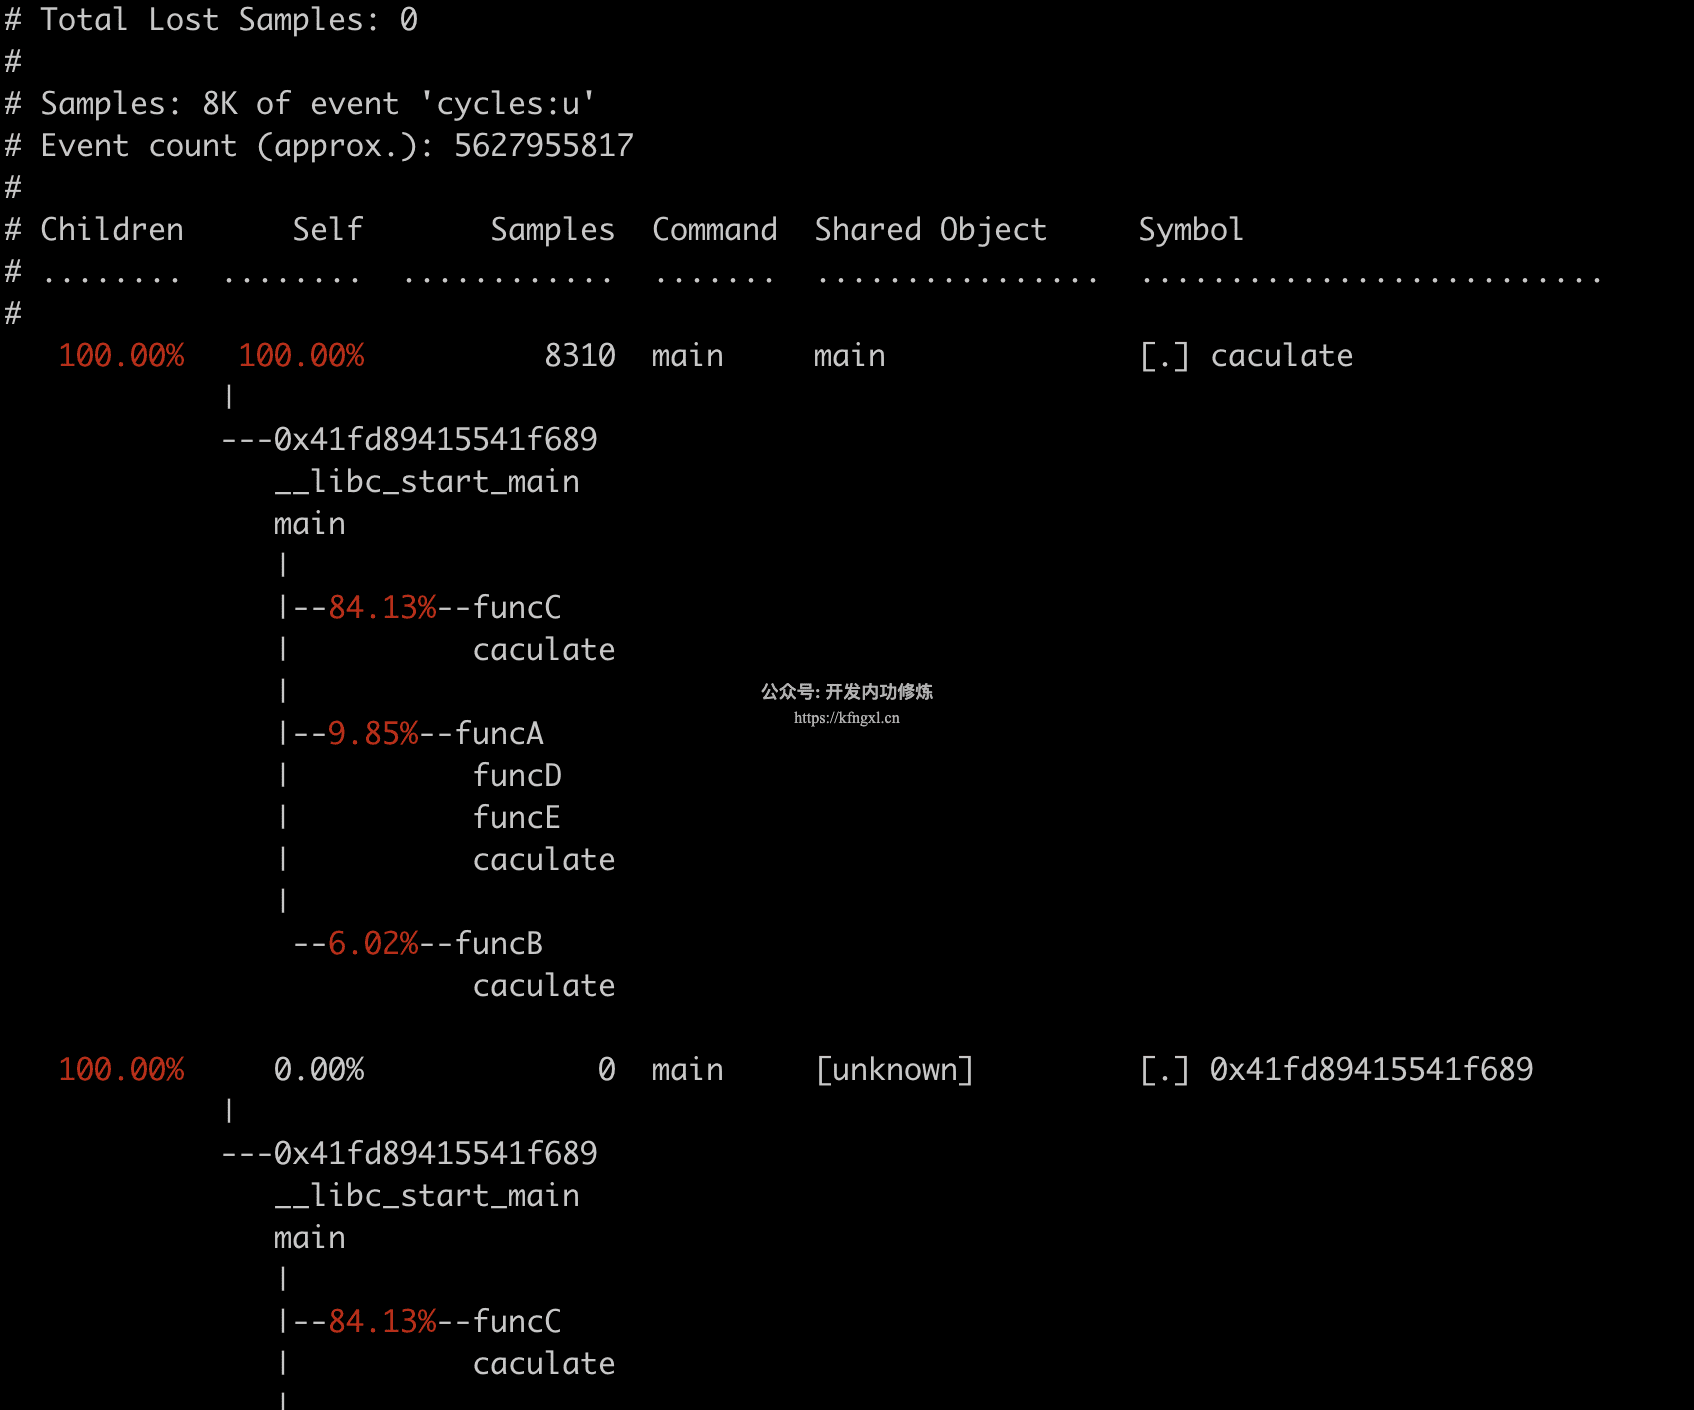 # Total Lost Samples: 0
#
# Samples: 8K of event 'cycles:u'
# Event count (approx.): 5627955817
#
# Children      Self       Samples  Command  Shared Object     Symbol
# ........  ........  ............  .......  ................  ..........................
#
   100.00%   100.00%          8310  main     main              [.] caculate
            |
            ---0x41fd89415541f689
               __libc_start_main
               main
               |
               |--84.13%--funcC
               |          caculate
               |
公众号: 开发内功修炼
https://kfngxl.cn
               |--9.85%--funcA
               |          funcD
               |          funcE
               |          caculate
               |
                --6.02%--funcB
                          caculate

   100.00%     0.00%             0  main     [unknown]         [.] 0x41fd89415541f689
            |
            ---0x41fd89415541f689
               __libc_start_main
               main
               |
               |--84.13%--funcC
               |          caculate
               |